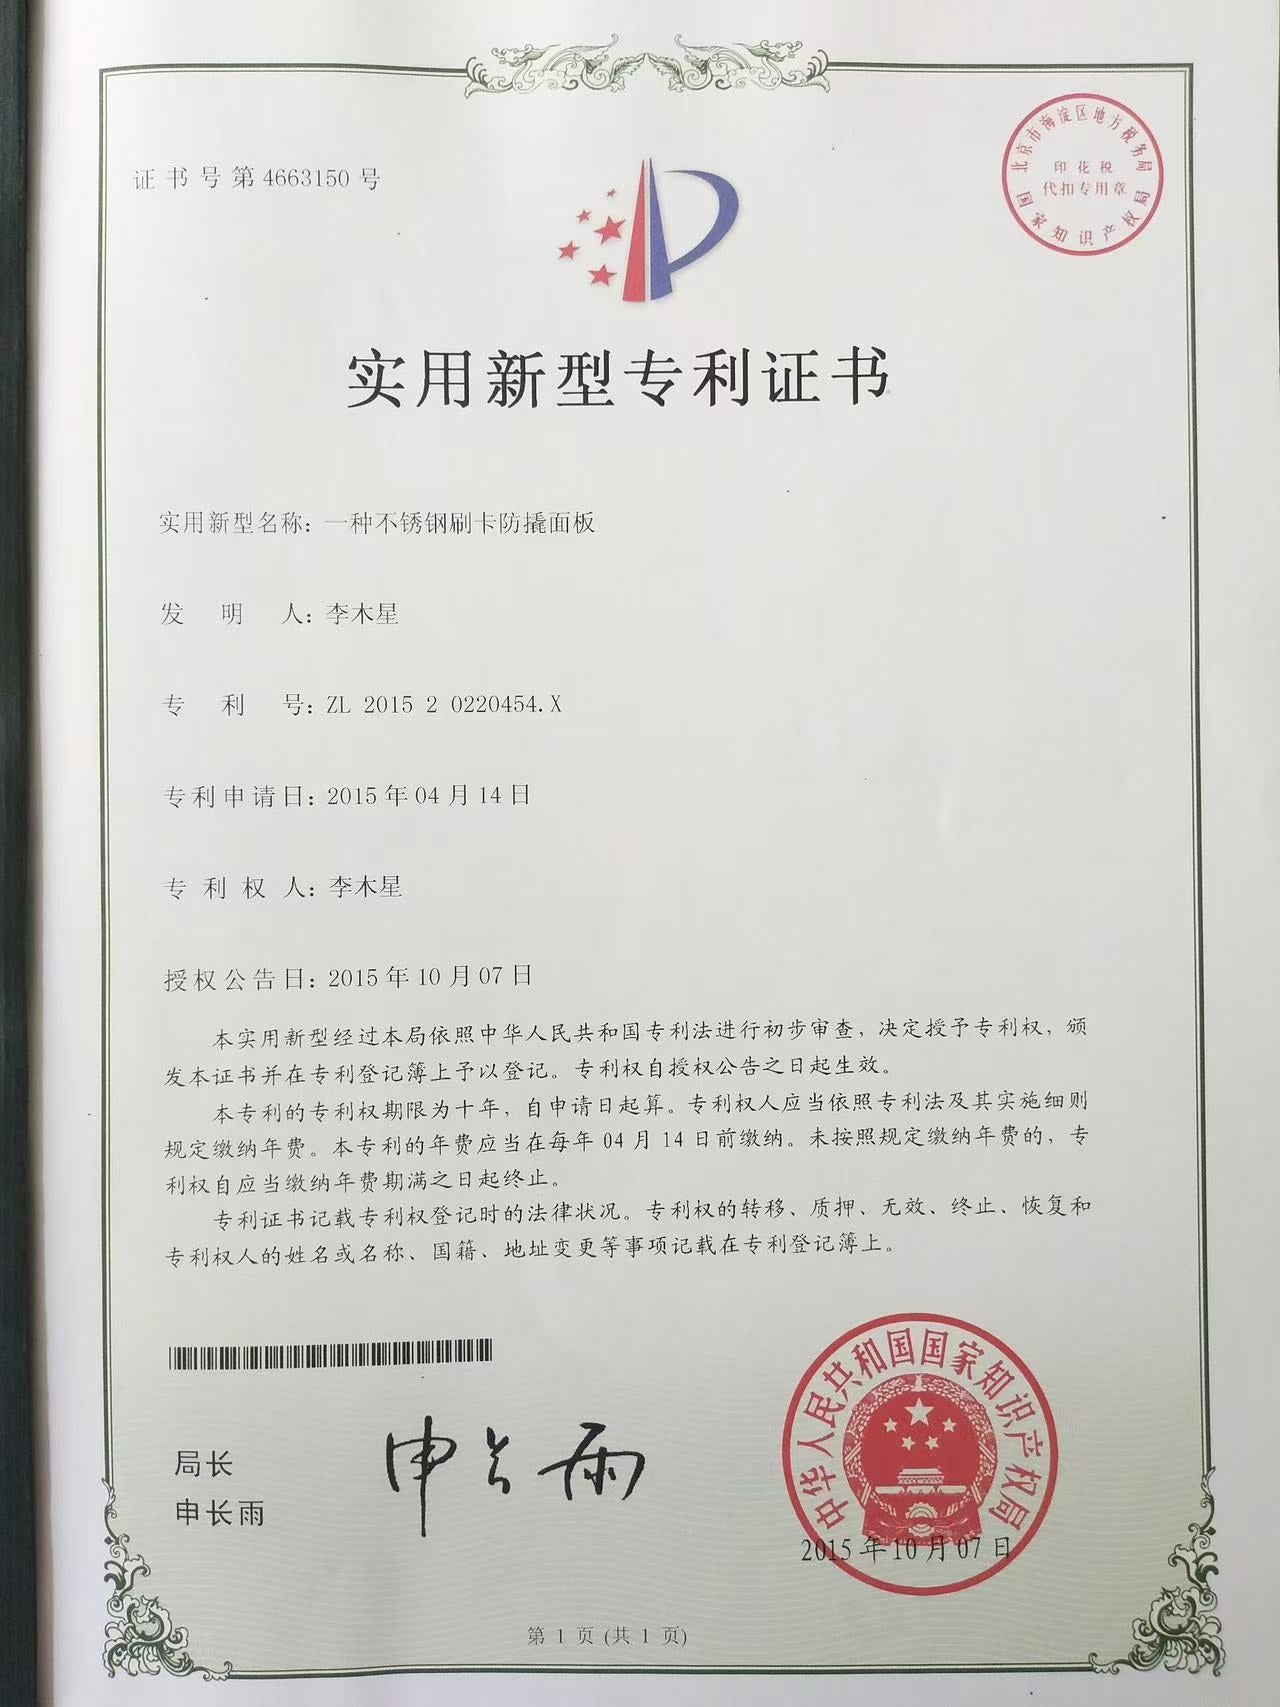 证书号第4663150号
北京市海淀区地方税务局
印花税
代扣专用章
国家知识产权局
实用新型专利证书
实用新型名称：一种不锈钢刷卡防撬面板
发明人：李木星
专利号：ZL 2015 2 0220454.X
专利申请日：2015年04月14日
专利权人：李木星
授权公告日：2015年10月07日
本实用新型经过本局依照中华人民共和国专利法进行初步审查，决定授予专利权，颁
发本证书并在专利登记簿上予以登记。专利权自授权公告之日起生效。
本专利的专利权期限为十年，自申请日起算。专利权人应当依照专利法及其实施细则
规定缴纳年费。本专利的年费应当在每年04月14日前缴纳。未按照规定缴纳年费的，专
利权自应当缴纳年费期满之日起终止。
专利证书记载专利权登记时的法律状况。专利权的转移、质押、无效、终止、恢复和
专利权人的姓名或名称、国籍、地址变更等事项记载在专利登记簿上。
局长
申长雨
申长雨
中华人民共和国国家知识产权局
2015年10月07日
第 1 页 (共 1 页)